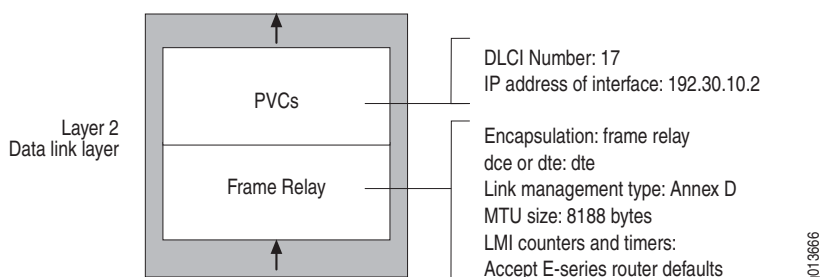 Layer 2
Data link layer
PVCs
DLCI Number: 17
IP address of interface: 192.30.10.2
Frame Relay
Encapsulation: frame relay
dce or dte: dte
Link management type: Annex D
MTU size: 8188 bytes
LMI counters and timers:
Accept E-series router defaults